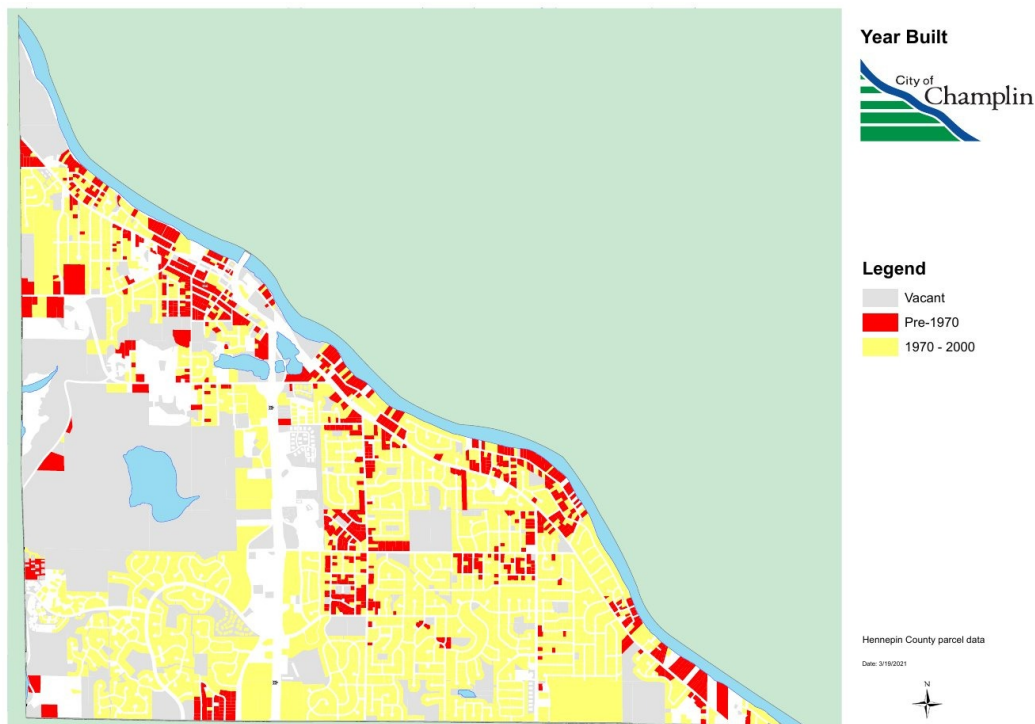 Year Built
City of
Champlin
Legend
Vacant
Pre-1970
1970 - 2000
Hennepin County parcel data
Date: 3/19/2021
N